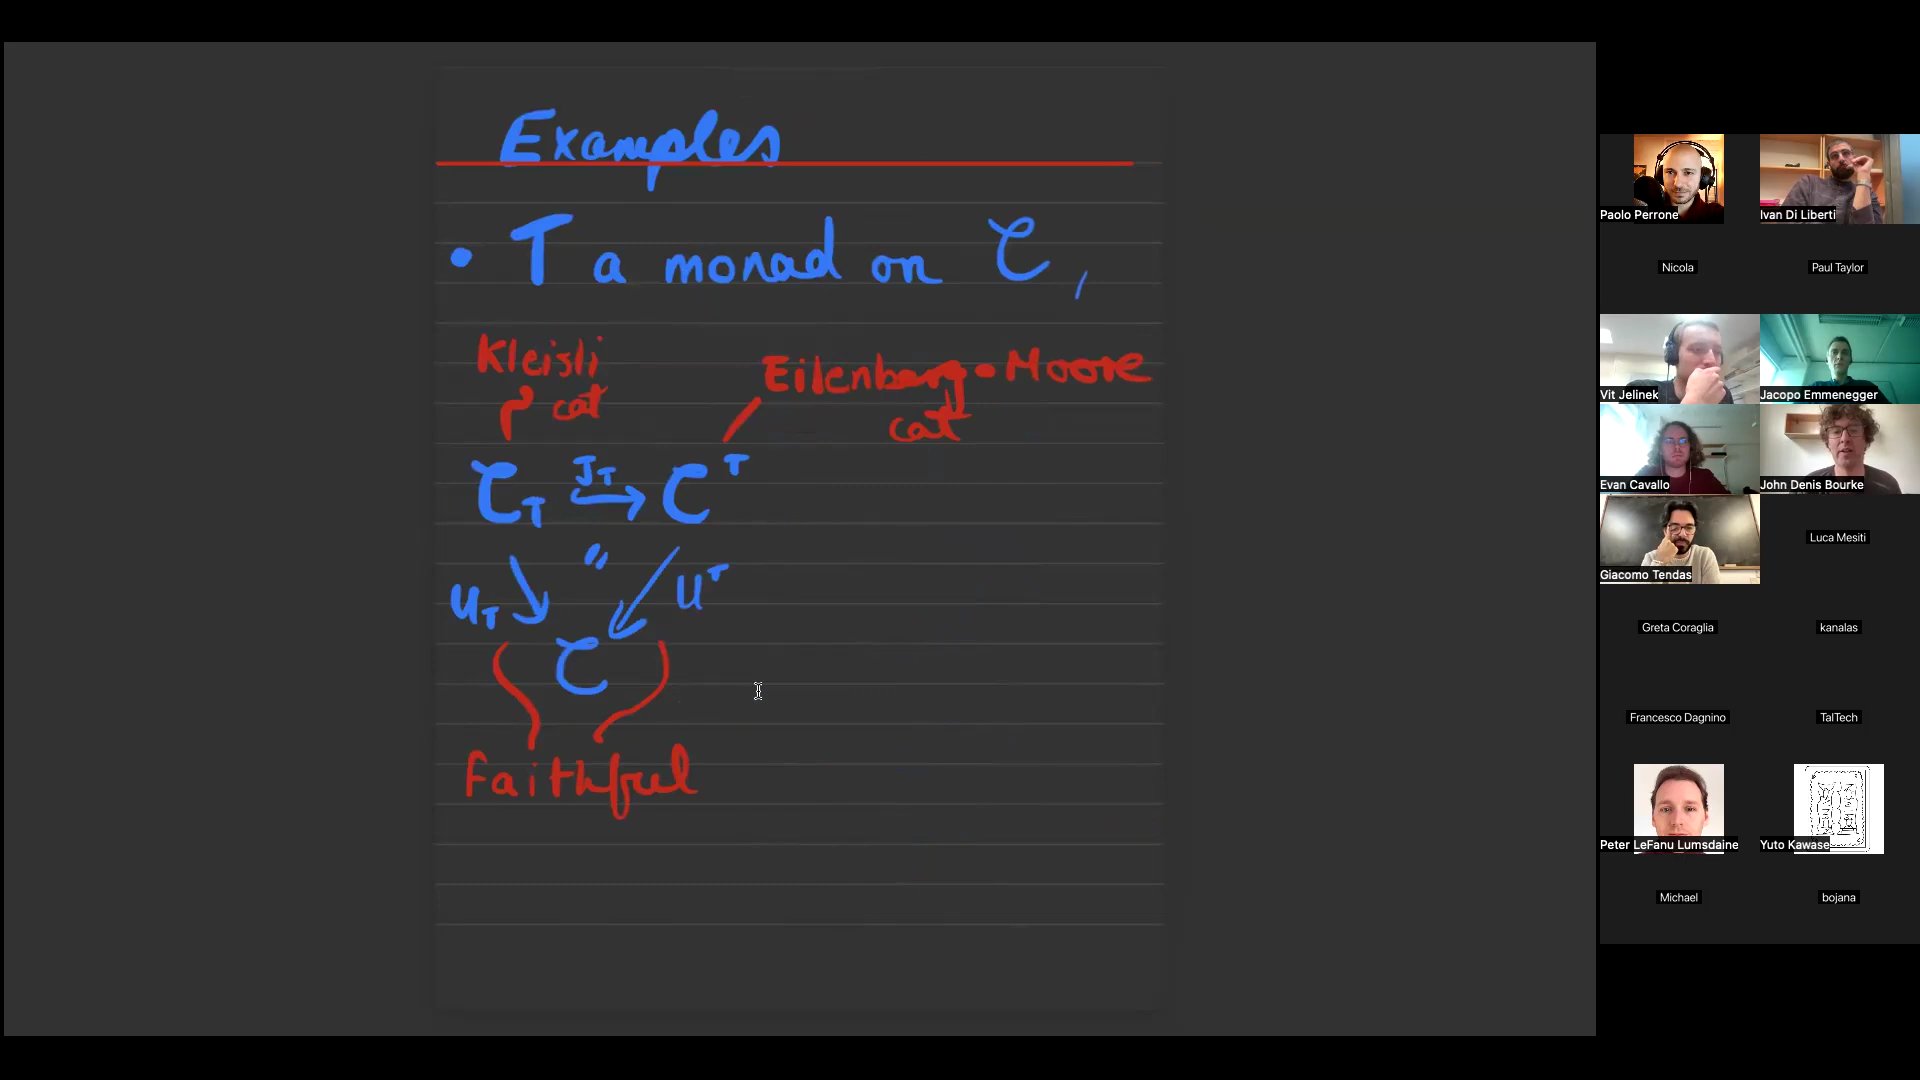 Examples
• T a monad on C,
Kleisli
cat
Eilenberg-Moore
cat
C_T J_T C^T
U_T " U^T
C
faithful
Paolo Perrone
Ivan Di Liberti
Nicola
Paul Taylor
Vit Jelinek
Jacopo Emmenegger
Evan Cavallo
John Denis Bourke
Giacomo Tendas
Luca Mesiti
Greta Coraglia
kanalas
Francesco Dagnino
TalTech
Peter LeFanu Lumsdaine
Yuto Kawase
Michael
bojana